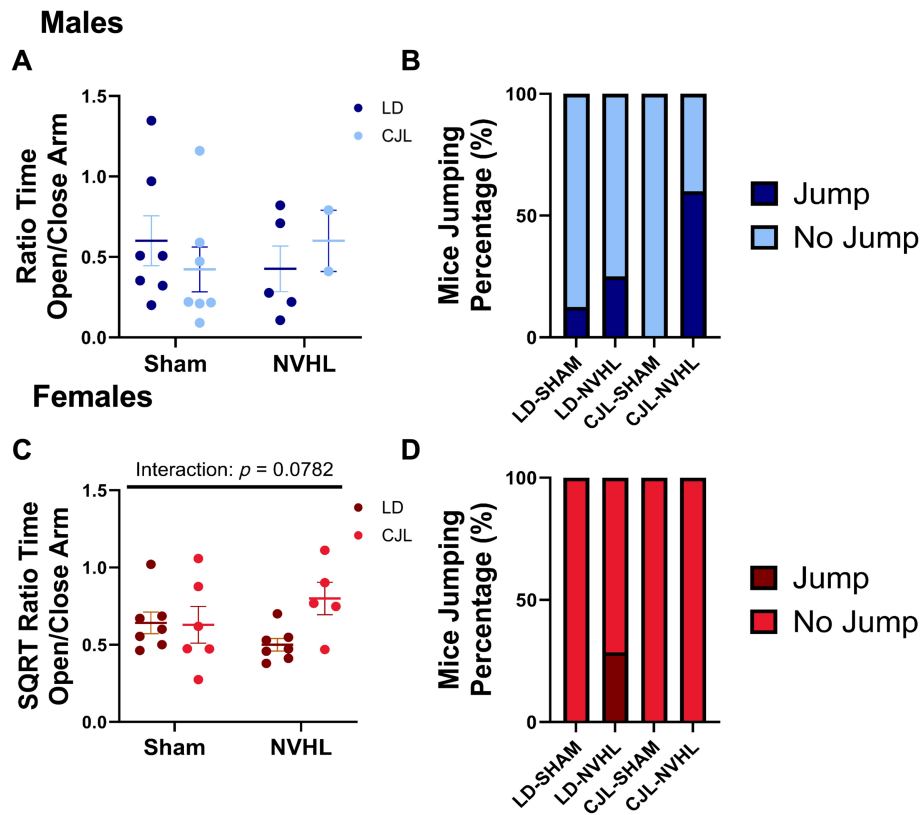 Males
A
Ratio Time
Open/Close Arm
1.5
1.0
0.5
0.0
Sham
NVHL
LD
CJL
B
Mice Jumping
Percentage (%)
100
50
0
LD-SHAM
LD-NVHL
CJL-SHAM
CJL-NVHL
Jump
No Jump
Females
C
Interaction: p = 0.0782
SQRT Ratio Time
Open/Close Arm
1.5
1.0
0.5
0.0
Sham
NVHL
LD
CJL
D
Mice Jumping
Percentage (%)
100
50
0
LD-SHAM
LD-NVHL
CJL-SHAM
CJL-NVHL
Jump
No Jump